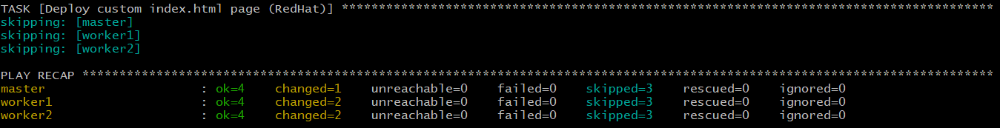 TASK [Deploy custom index.html page (RedHat)] ****************************************************************************************
skipping: [master]
skipping: [worker1]
skipping: [worker2]
PLAY RECAP ***************************************************************************************************************************
master : ok=4 changed=1 unreachable=0 failed=0 skipped=3 rescued=0 ignored=0
worker1 : ok=4 changed=2 unreachable=0 failed=0 skipped=3 rescued=0 ignored=0
worker2 : ok=4 changed=2 unreachable=0 failed=0 skipped=3 rescued=0 ignored=0